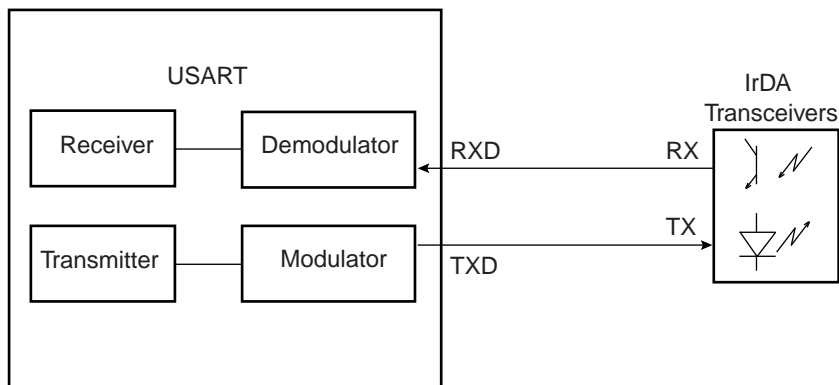 USART
IrDA
Transceivers
Receiver
Demodulator
RXD
RX
Transmitter
Modulator
TXD
TX